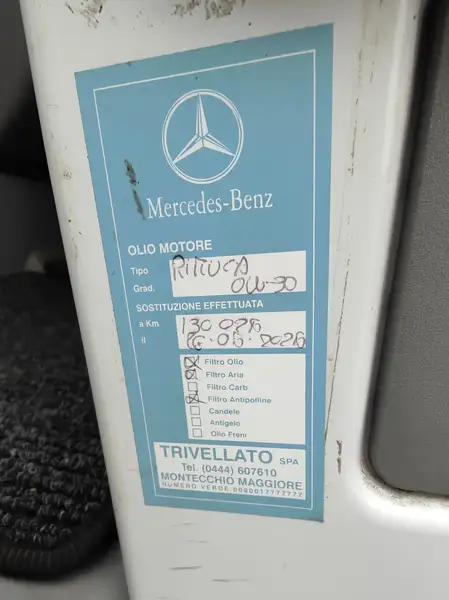 Mercedes-Benz
OLIO MOTORE
Tipo
Grad. 0W-30
SOSTITUZIONE EFFETTUATA
a Km 130 026
il
Filtro Olio
Filtro Aria
Filtro Carb
Filtro Antipolline
Candele
Antigelo
Olio Freni
TRIVELLATO SPA
Tel. (0444) 607610
MONTECCHIO MAGGIORE